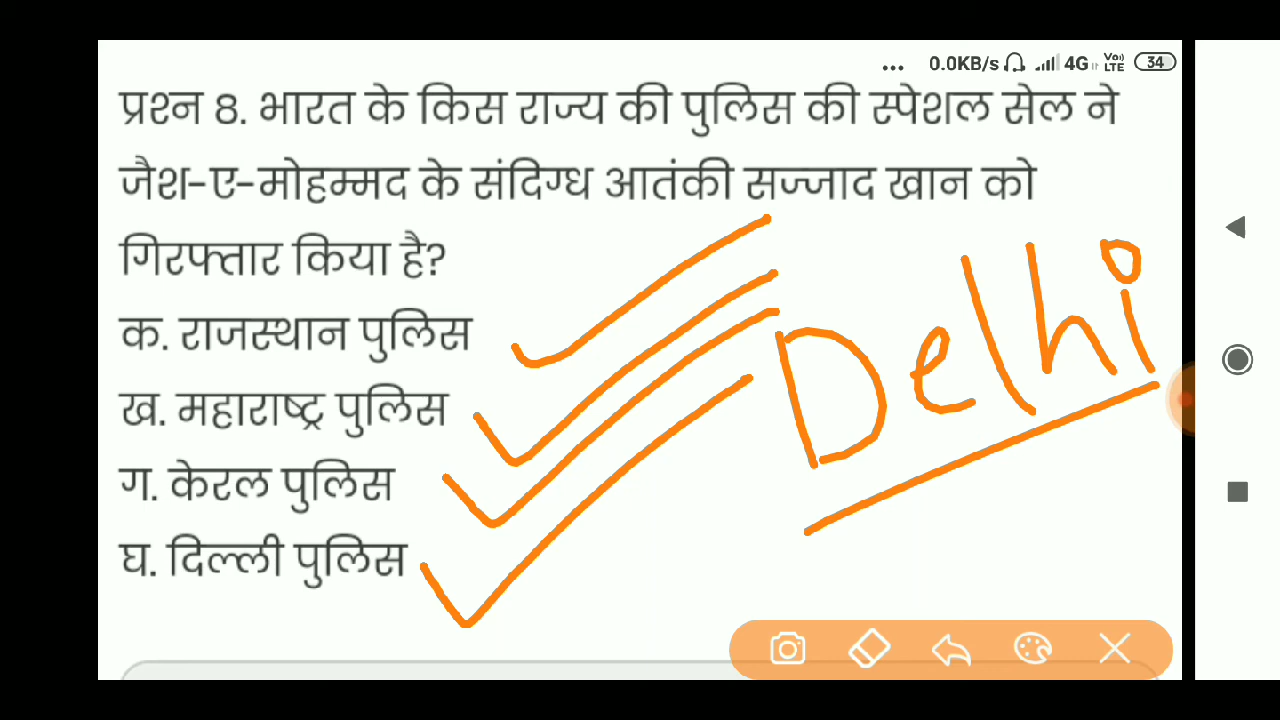 ... 0.0KB/s 4G Vo) LTE 34
प्रश्न 8. भारत के किस राज्य की पुलिस की स्पेशल सेल ने
जैश-ए-मोहम्मद के संदिग्ध आतंकी सज्जाद खान को
गिरफ्तार किया है?
क. राजस्थान पुलिस
ख. महाराष्ट्र पुलिस
ग. केरल पुलिस
घ. दिल्ली पुलिस
Delhi